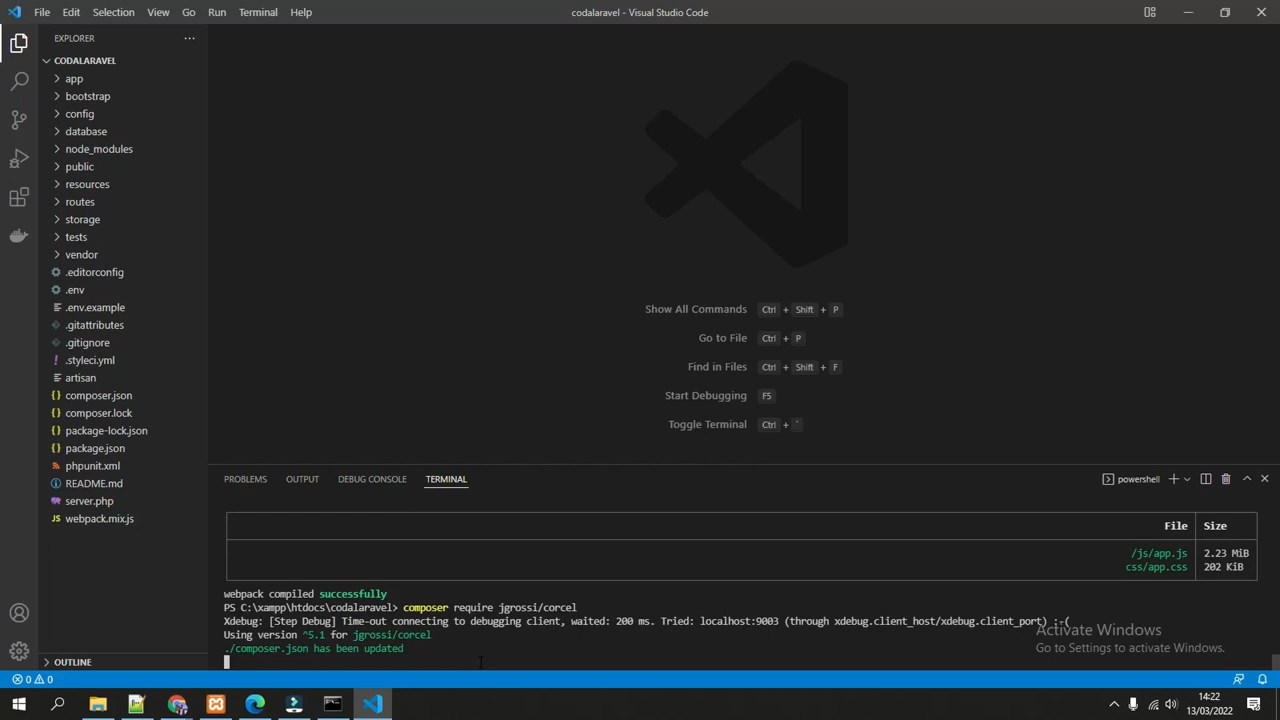 File Edit Selection View Go Run Terminal Help
codalaravel - Visual Studio Code
EXPLORER
CODALARAVEL
app
bootstrap
config
database
node_modules
public
resources
routes
storage
tests
vendor
.editorconfig
.env
.env.example
.gitattributes
.gitignore
.styleci.yml
artisan
composer.json
composer.lock
package-lock.json
package.json
phpunit.xml
README.md
server.php
webpack.mix.js
OUTLINE
Show All Commands Ctrl + Shift + P
Go to File Ctrl + P
Find in Files Ctrl + Shift + F
Start Debugging F5
Toggle Terminal Ctrl + `
PROBLEMS OUTPUT DEBUG CONSOLE TERMINAL
powershell
File Size
/js/app.js 2.23 MiB
css/app.css 202 KiB
webpack compiled successfully
PS C:\xampp\htdocs\codalaravel> composer require jgrossi/corcel
Xdebug: [Step Debug] Time-out connecting to debugging client, waited: 200 ms. Tried: localhost:9003 (through xdebug.client_host/xdebug.client_port) :-(
Using version ^5.1 for jgrossi/corcel
./composer.json has been updated
Activate Windows
Go to Settings to activate Windows.
0 0
14:22
13/03/2022